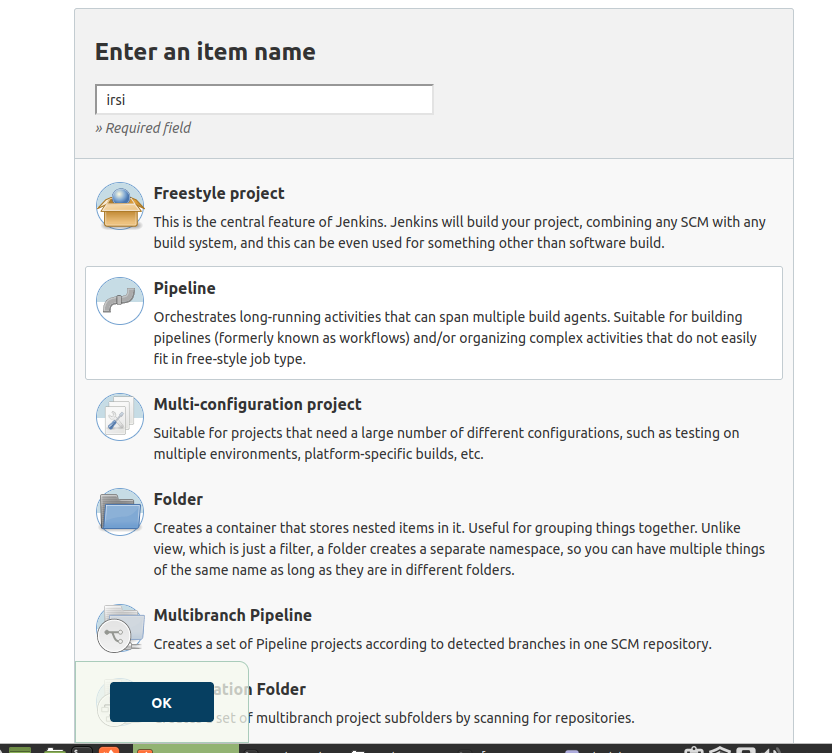 Enter an item name
irsi
» Required field
Freestyle project
This is the central feature of Jenkins. Jenkins will build your project, combining any SCM with any
build system, and this can be even used for something other than software build.
Pipeline
Orchestrates long-running activities that can span multiple build agents. Suitable for building
pipelines (formerly known as workflows) and/or organizing complex activities that do not easily
fit in free-style job type.
Multi-configuration project
Suitable for projects that need a large number of different configurations, such as testing on
multiple environments, platform-specific builds, etc.
Folder
Creates a container that stores nested items in it. Useful for grouping things together. Unlike
view, which is just a filter, a folder creates a separate namespace, so you can have multiple things
of the same name as long as they are in different folders.
Multibranch Pipeline
Creates a set of Pipeline projects according to detected branches in one SCM repository.
Folder
OK
set of multibranch project subfolders by scanning for repositories.